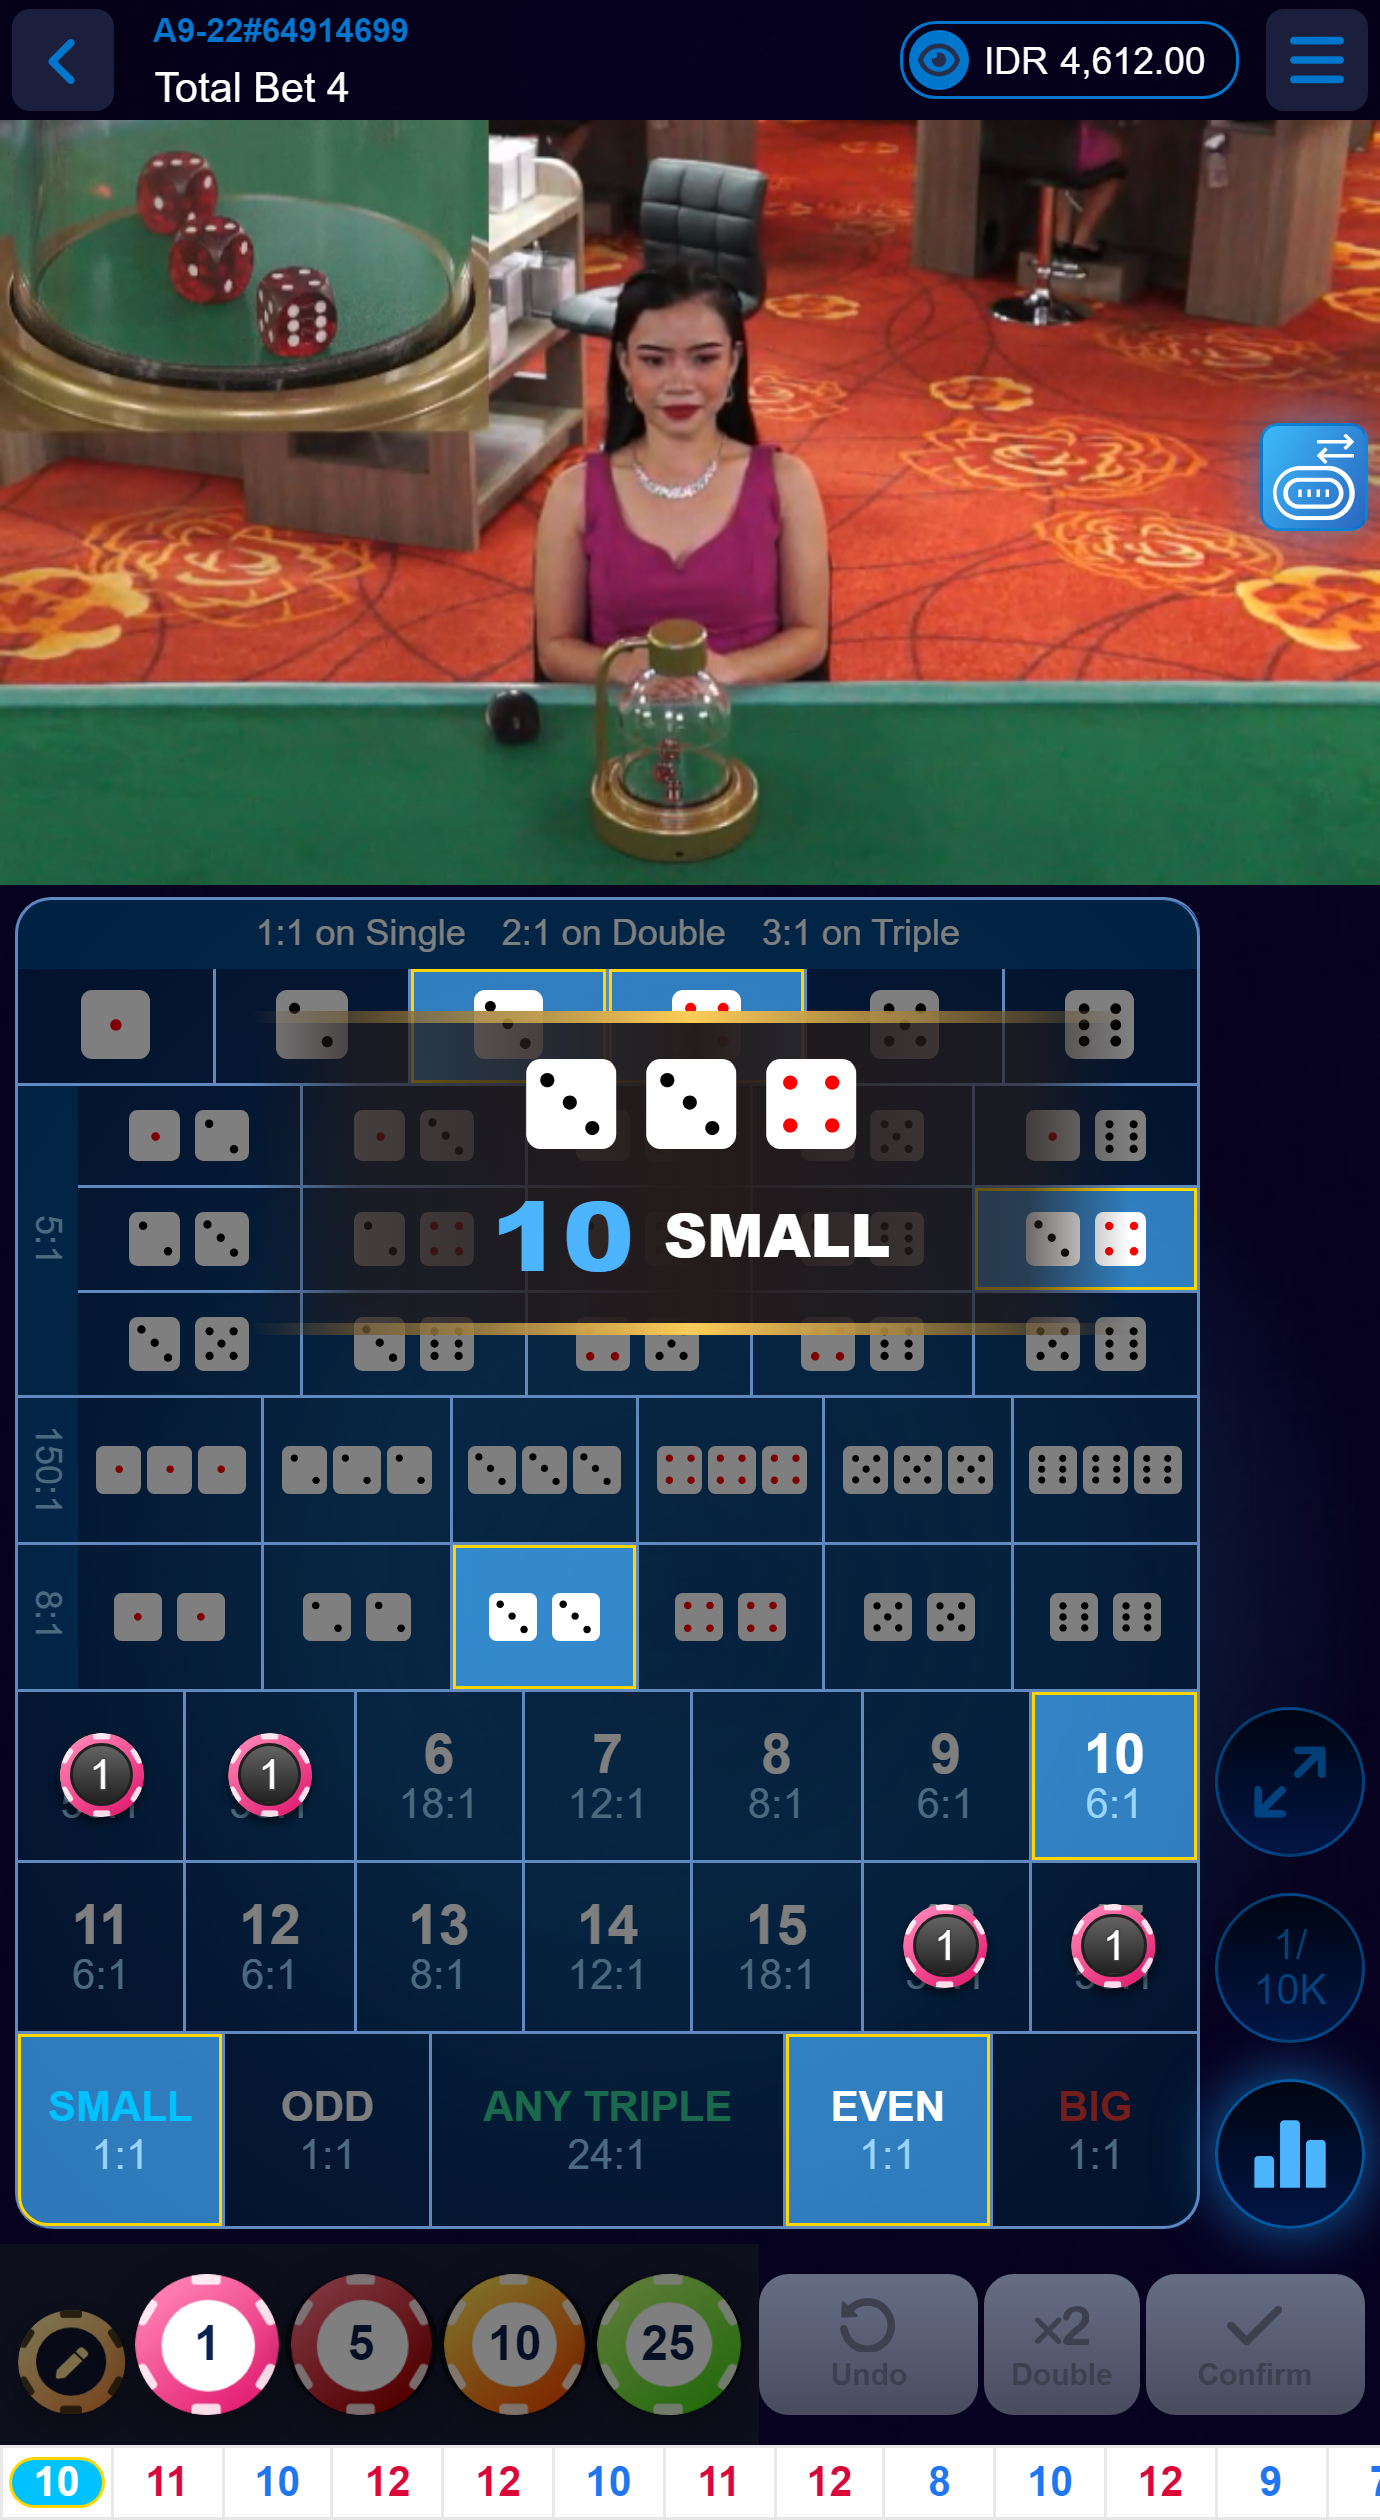 A9-22#64914699
Total Bet 4
IDR 4,612.00
1:1 on Single 2:1 on Double 3:1 on Triple
10 SMALL
5:1
150:1
8:1
1 1 6 7 8 9 10
18:1 12:1 8:1 6:1 6:1
11 12 13 14 15 1 1
6:1 6:1 8:1 12:1 18:1
1/
10K
SMALL ODD ANY TRIPLE EVEN BIG
1:1 1:1 24:1 1:1 1:1
1 5 10 25
x2
Undo Double Confirm
10 11 10 12 12 10 11 12 8 10 12 9